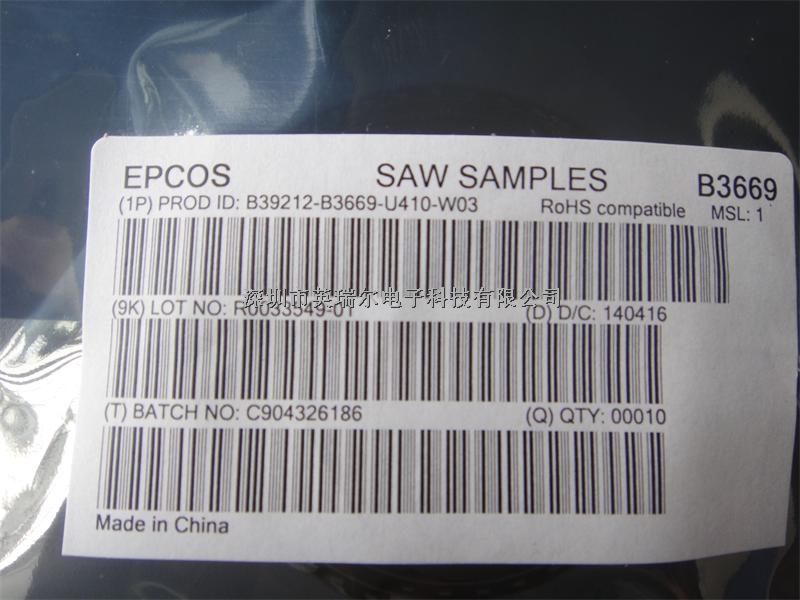 EPCOS SAW SAMPLES B3669
(1P) PROD ID: B39212-B3669-U410-W03 RoHS compatible MSL: 1
深圳市英瑞尔电子科技有限公司
(9K) LOT NO: R0033549-01 (D) D/C: 140416
(T) BATCH NO: C904326186 (Q) QTY: 00010
Made in China